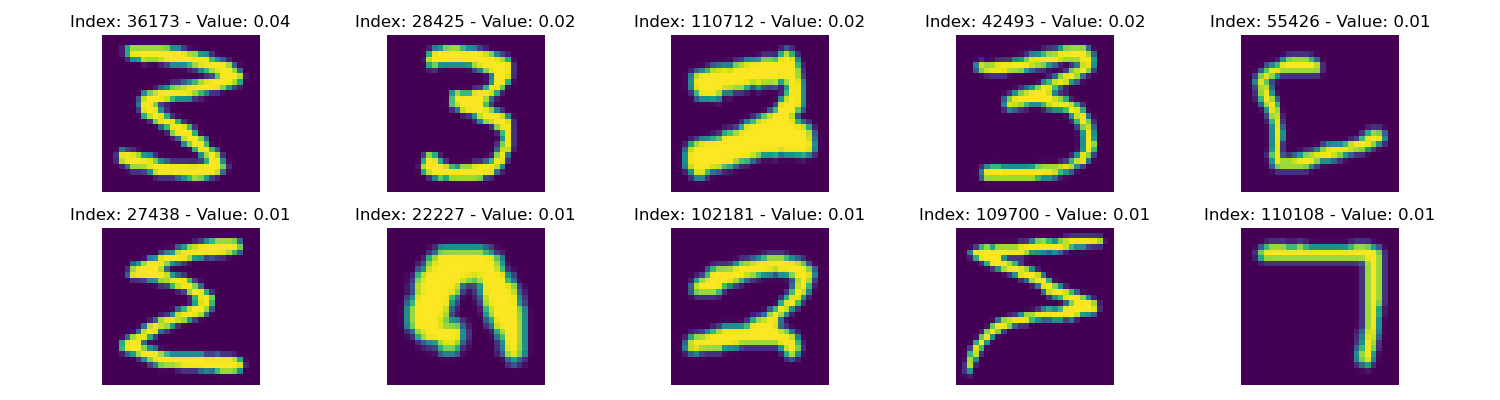 Index: 36173 - Value: 0.04 Index: 28425 - Value: 0.02 Index: 110712 - Value: 0.02 Index: 42493 - Value: 0.02 Index: 55426 - Value: 0.01
Index: 27438 - Value: 0.01 Index: 22227 - Value: 0.01 Index: 102181 - Value: 0.01 Index: 109700 - Value: 0.01 Index: 110108 - Value: 0.01